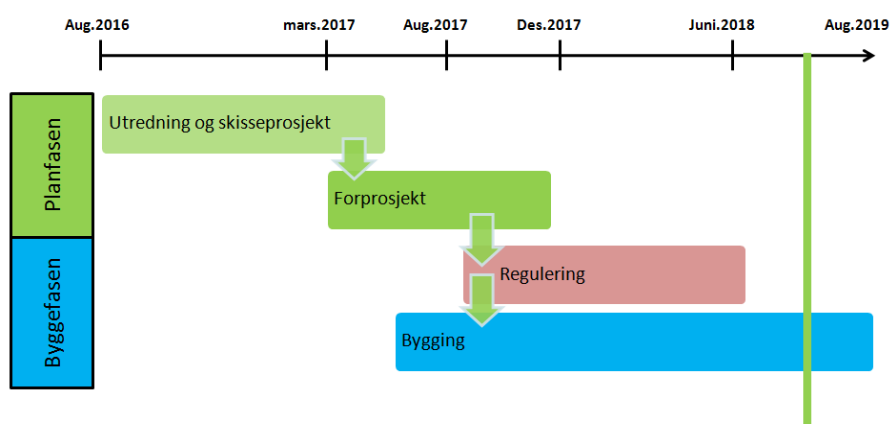 Aug.2016 mars.2017 Aug.2017 Des.2017 Juni.2018 Aug.2019
Planfasen
Utredning og skisseprosjekt
Forprosjekt
Byggefasen
Regulering
Bygging